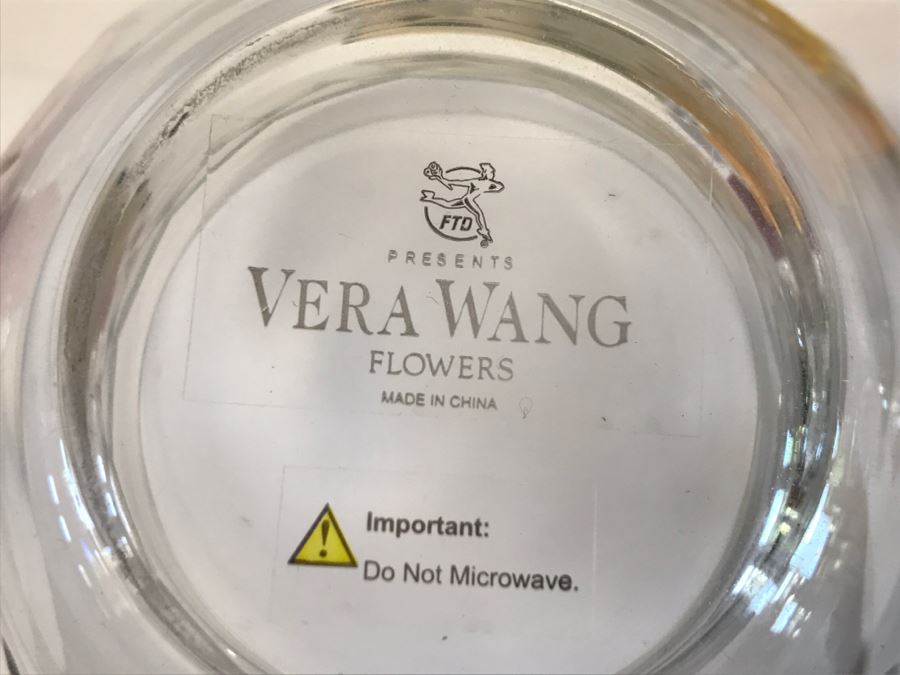 FTD
PRESENTS
VERA WANG
FLOWERS
MADE IN CHINA
Important:
Do Not Microwave.